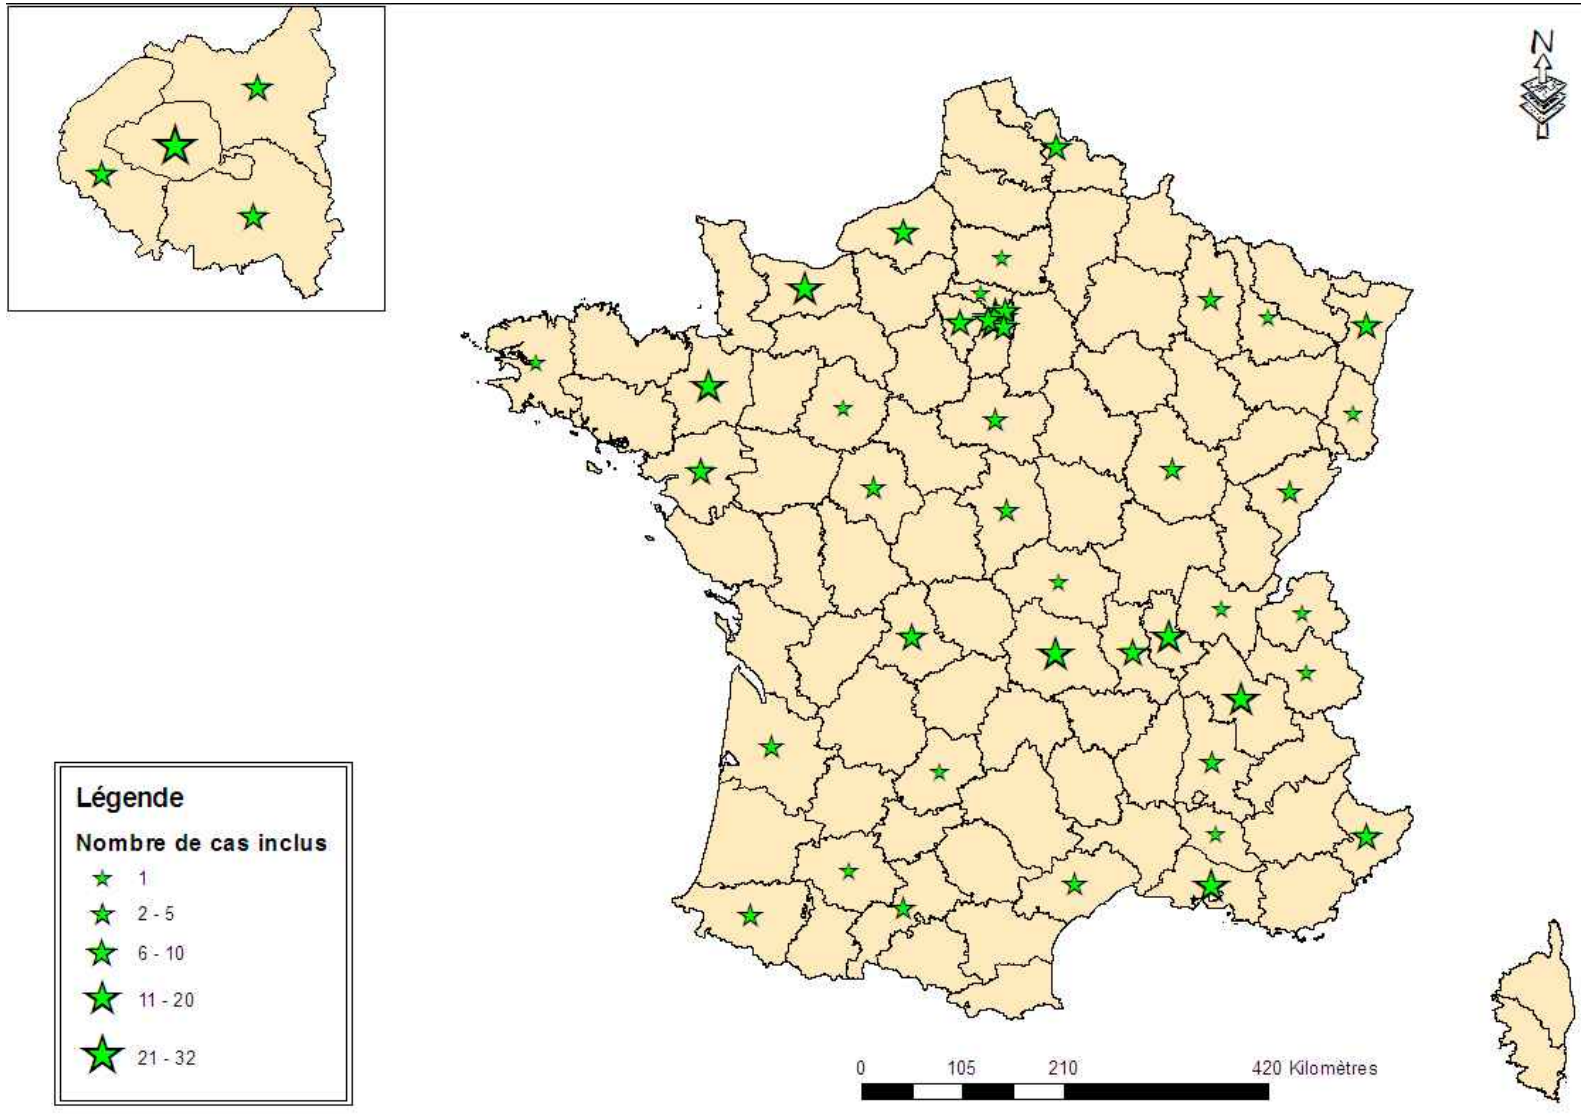 N
Légende
Nombre de cas inclus
1
2 - 5
6 - 10
11 - 20
21 - 32
0 105 210 420 Kilomètres